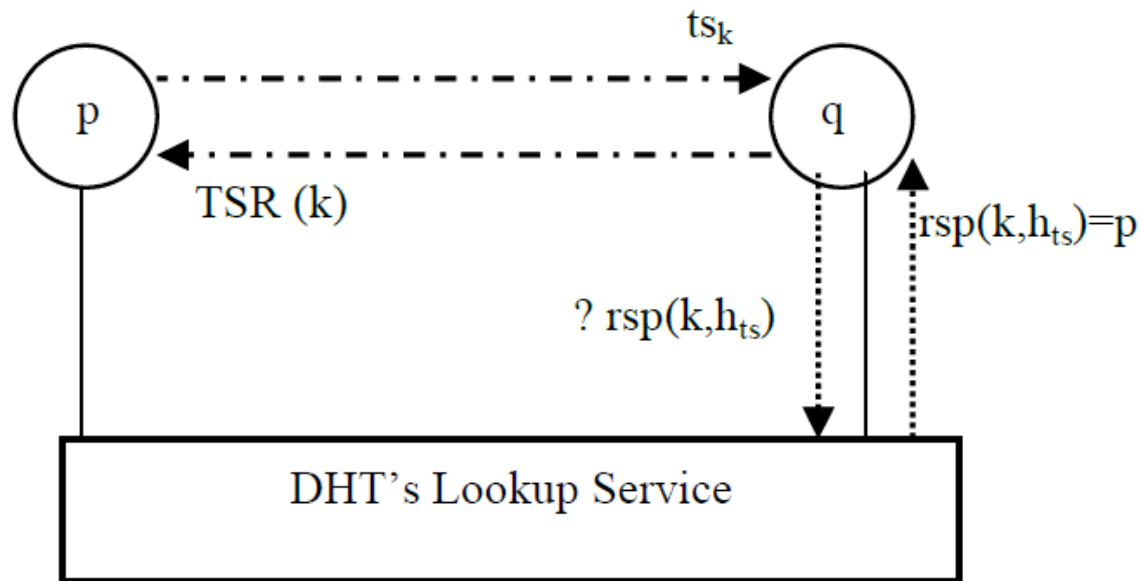 ts_k
p
q
TSR (k)
rsp(k,h_ts)=p
? rsp(k,h_ts)
DHT’s Lookup Service